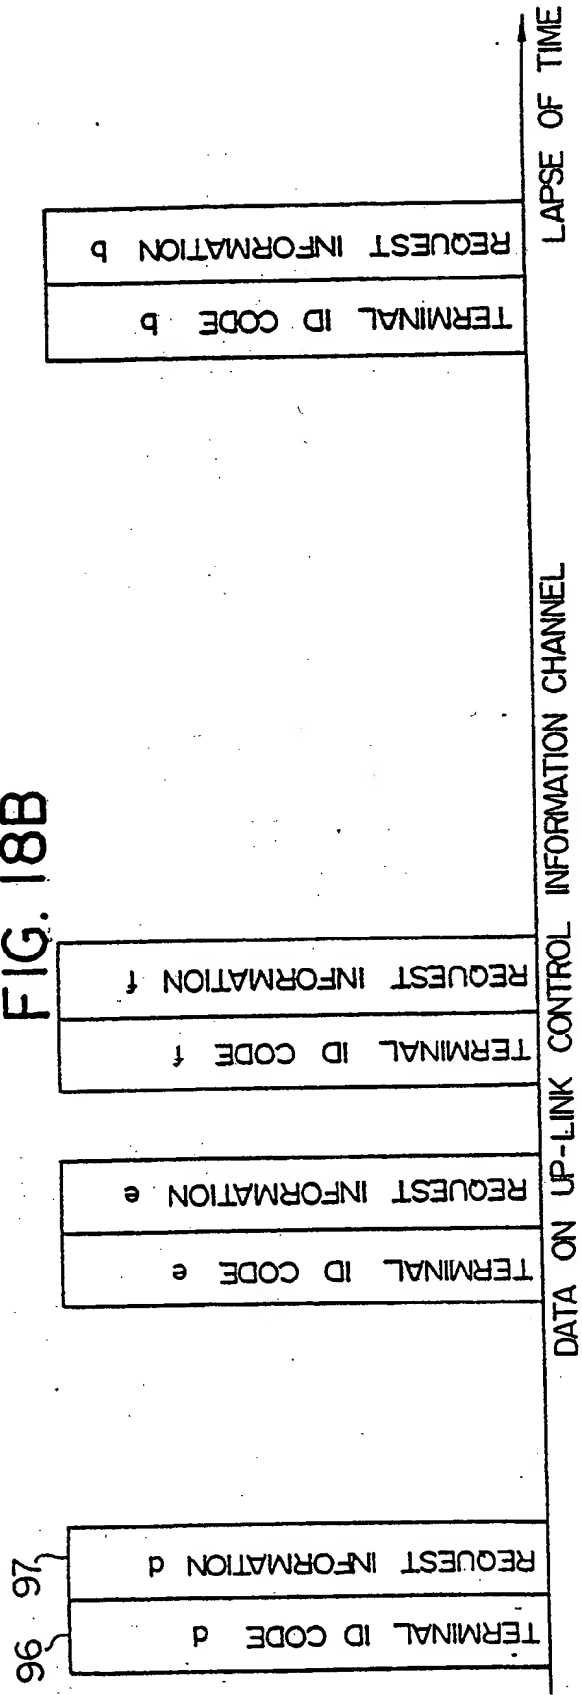 FIG. 18B
96
97
TERMINAL ID CODE d
REQUEST INFORMATION d
TERMINAL ID CODE e
REQUEST INFORMATION e
TERMINAL ID CODE f
REQUEST INFORMATION f
TERMINAL ID CODE b
REQUEST INFORMATION b
LAPSE OF TIME
DATA ON UP-LINK CONTROL INFORMATION CHANNEL